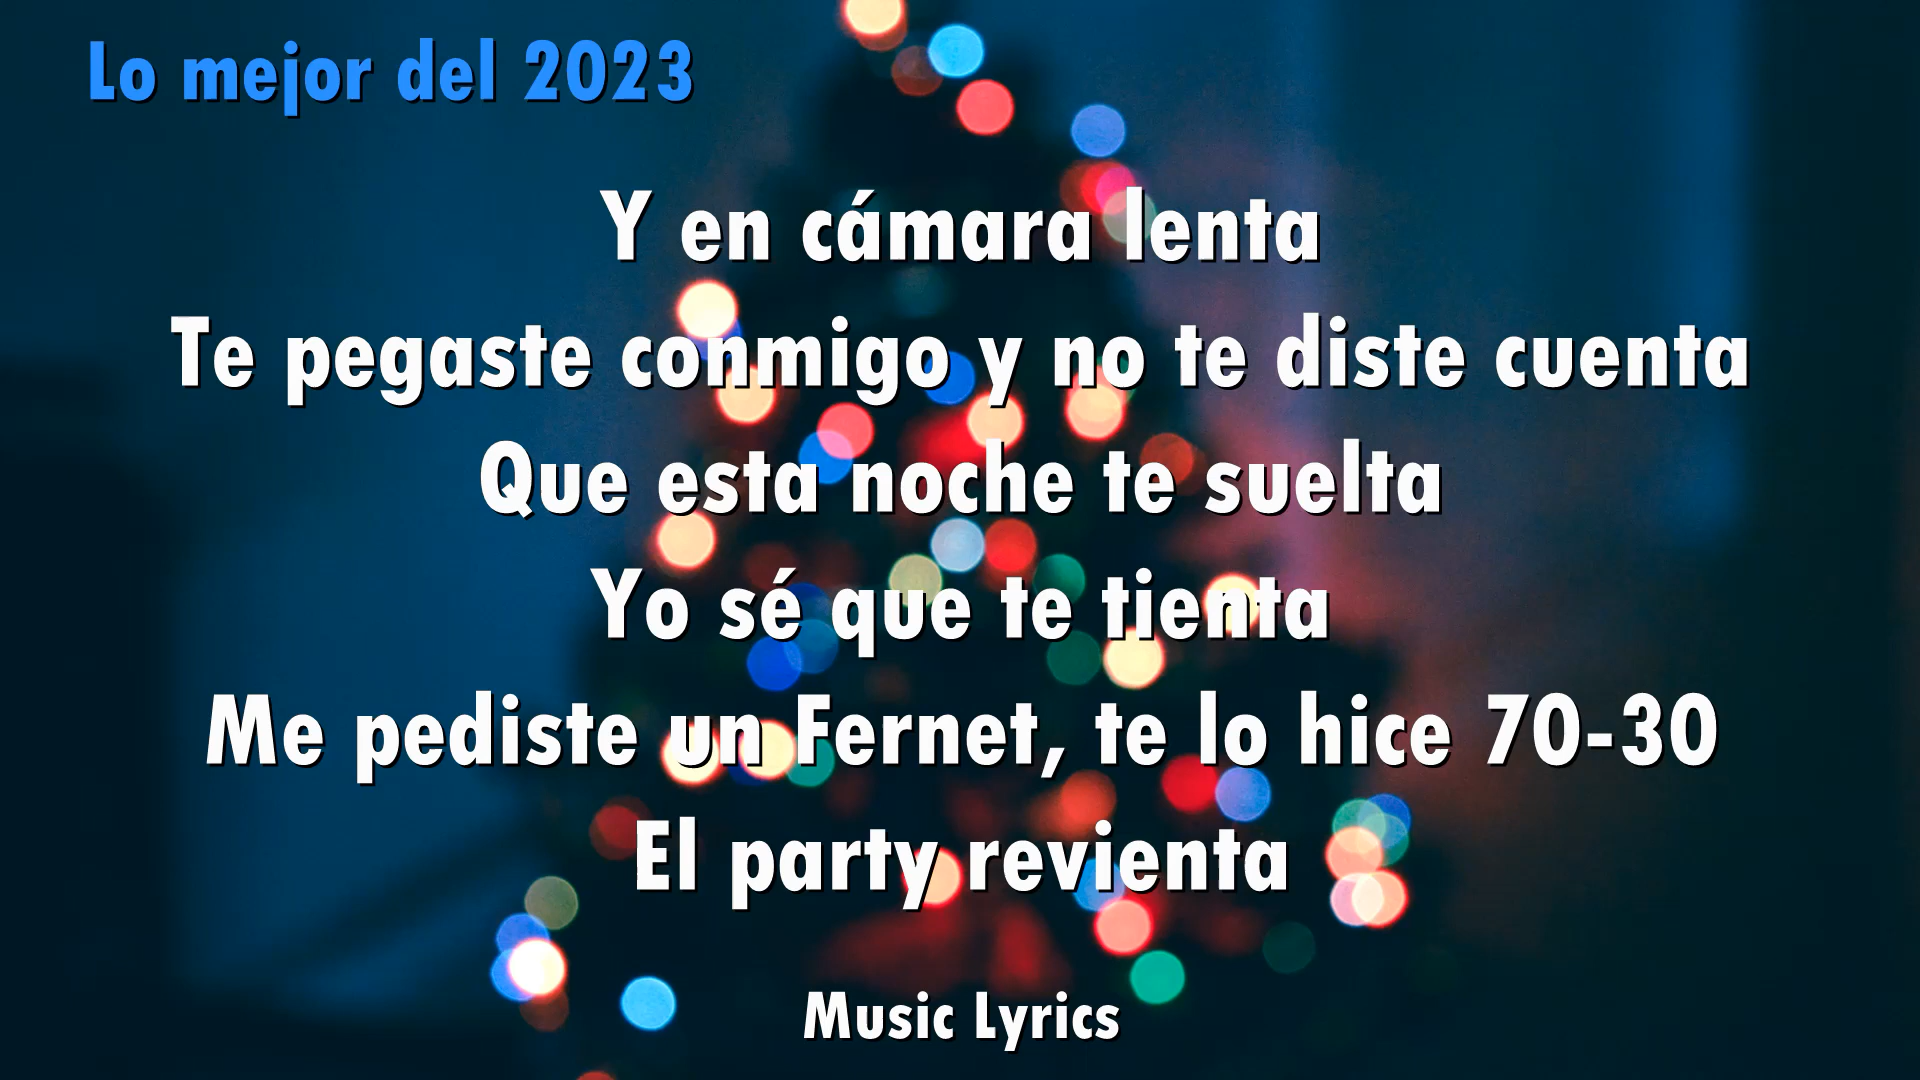 Lo mejor del 2023
Y en cámara lenta
Te pegaste conmigo y no te diste cuenta
Que esta noche te suelta
Yo sé que te tienta
Me pediste un Fernet, te lo hice 70-30
El party revienta
Music Lyrics